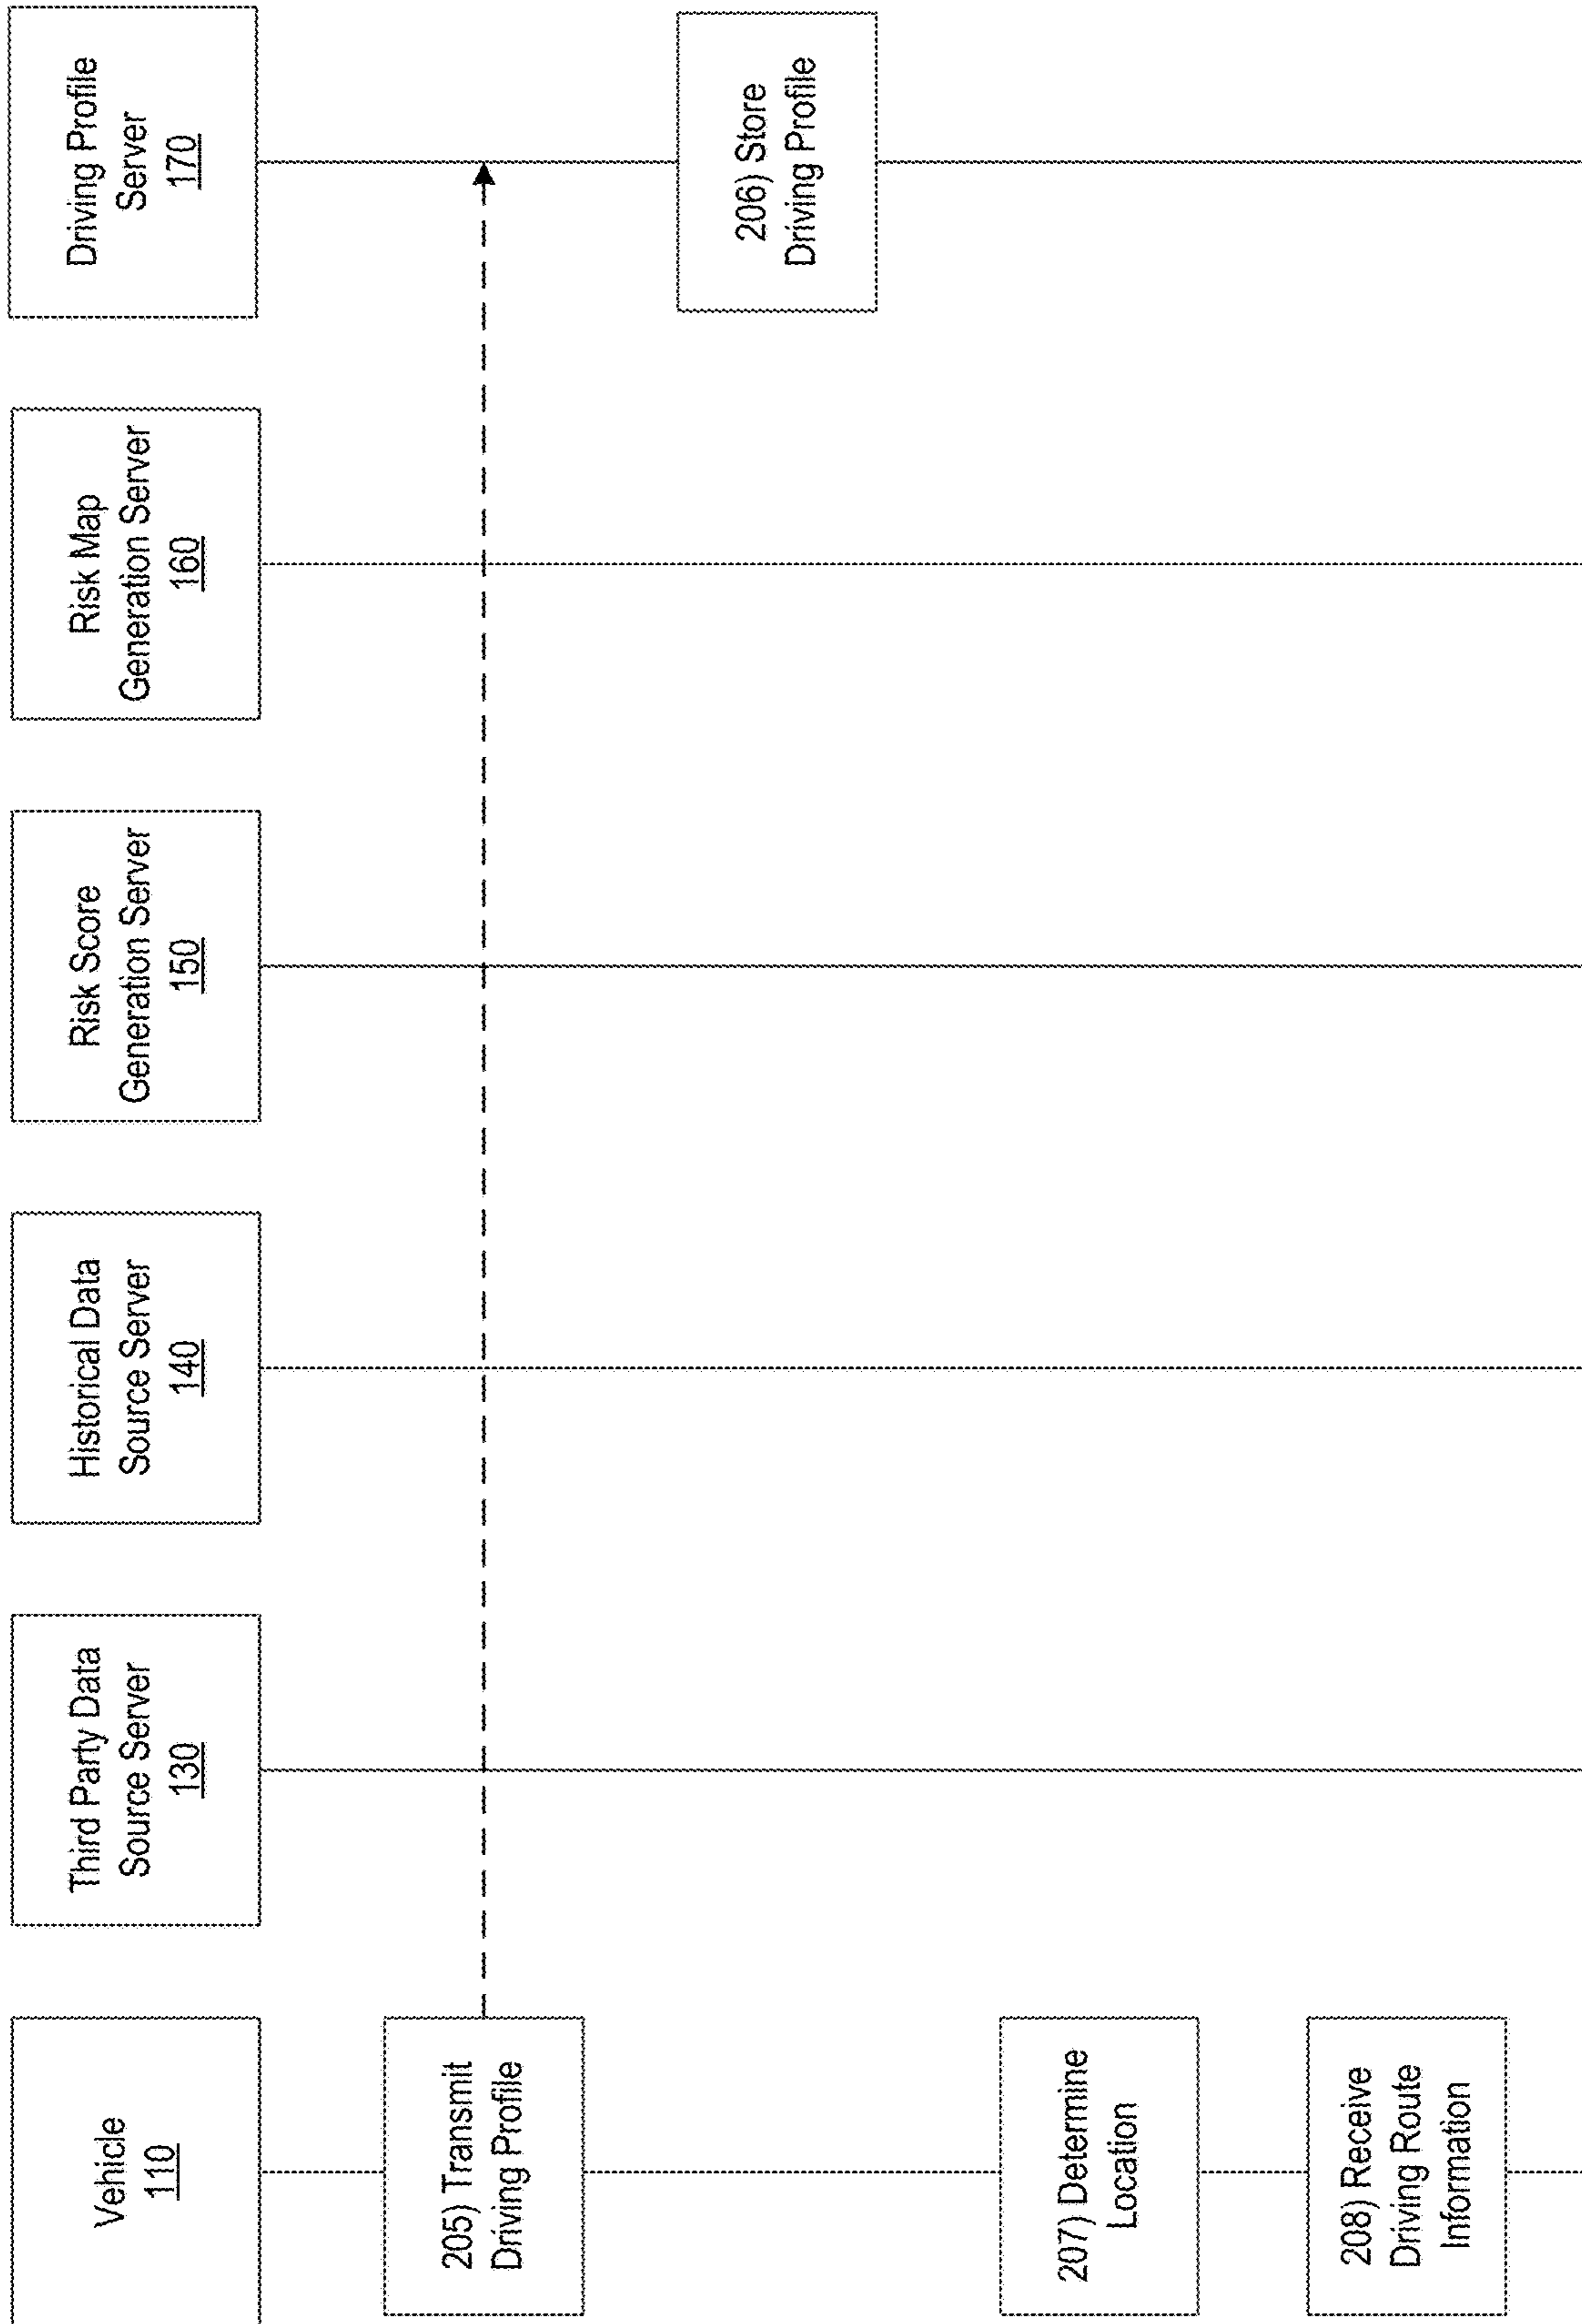 Vehicle
110
Third Party Data
Source Server
130
Historical Data
Source Server
140
Risk Score
Generation Server
150
Risk Map
Generation Server
160
Driving Profile
Server
170
205) Transmit
Driving Profile
206) Store
Driving Profile
207) Determine
Location
208) Receive
Driving Route
Information